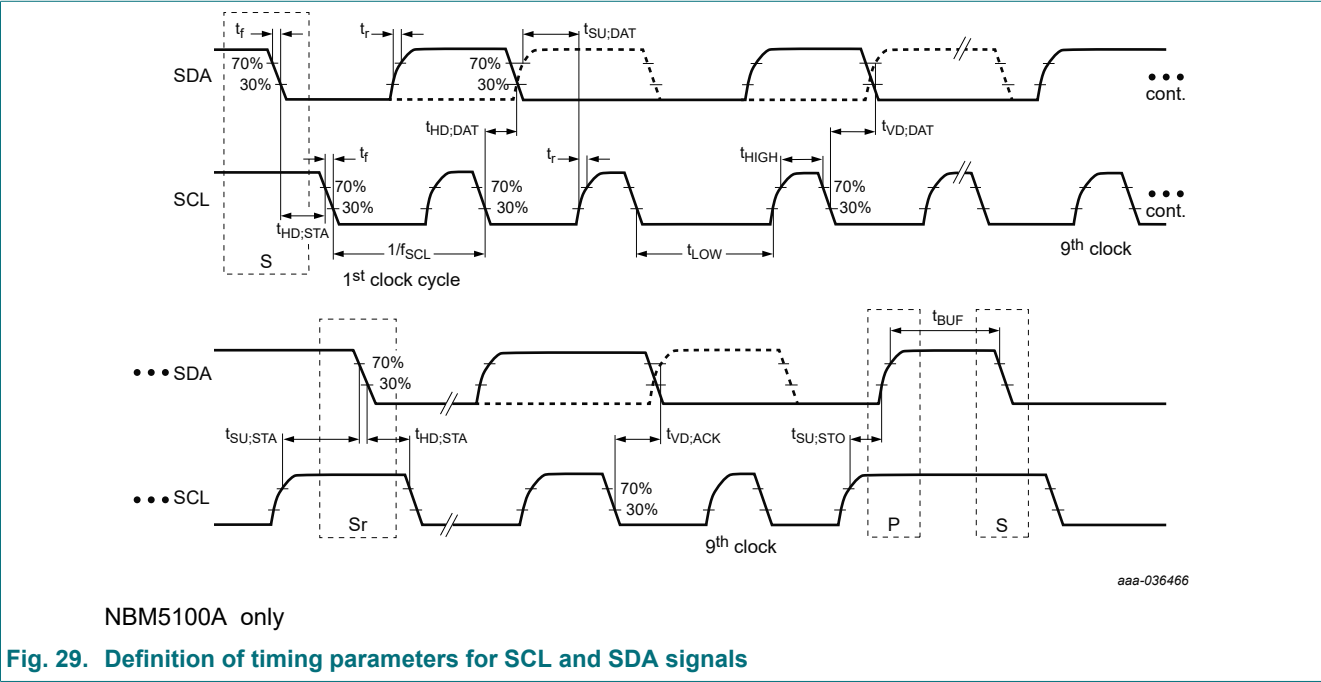 tf tr tSU;DAT
70% 70%
SDA 30% 30%
cont.
tHD;DAT tVD;DAT
tf tr tHIGH
70% 70% 70%
SCL 30% 30% 30%
cont.
tHD;STA
S 1/fSCL tLOW 9th clock
1st clock cycle
tBUF
70%
SDA 30%
tSU;STA tHD;STA tVD;ACK tSU;STO
SCL 70%
30%
Sr P S
9th clock
aaa-036466
NBM5100A only
Fig. 29. Definition of timing parameters for SCL and SDA signals